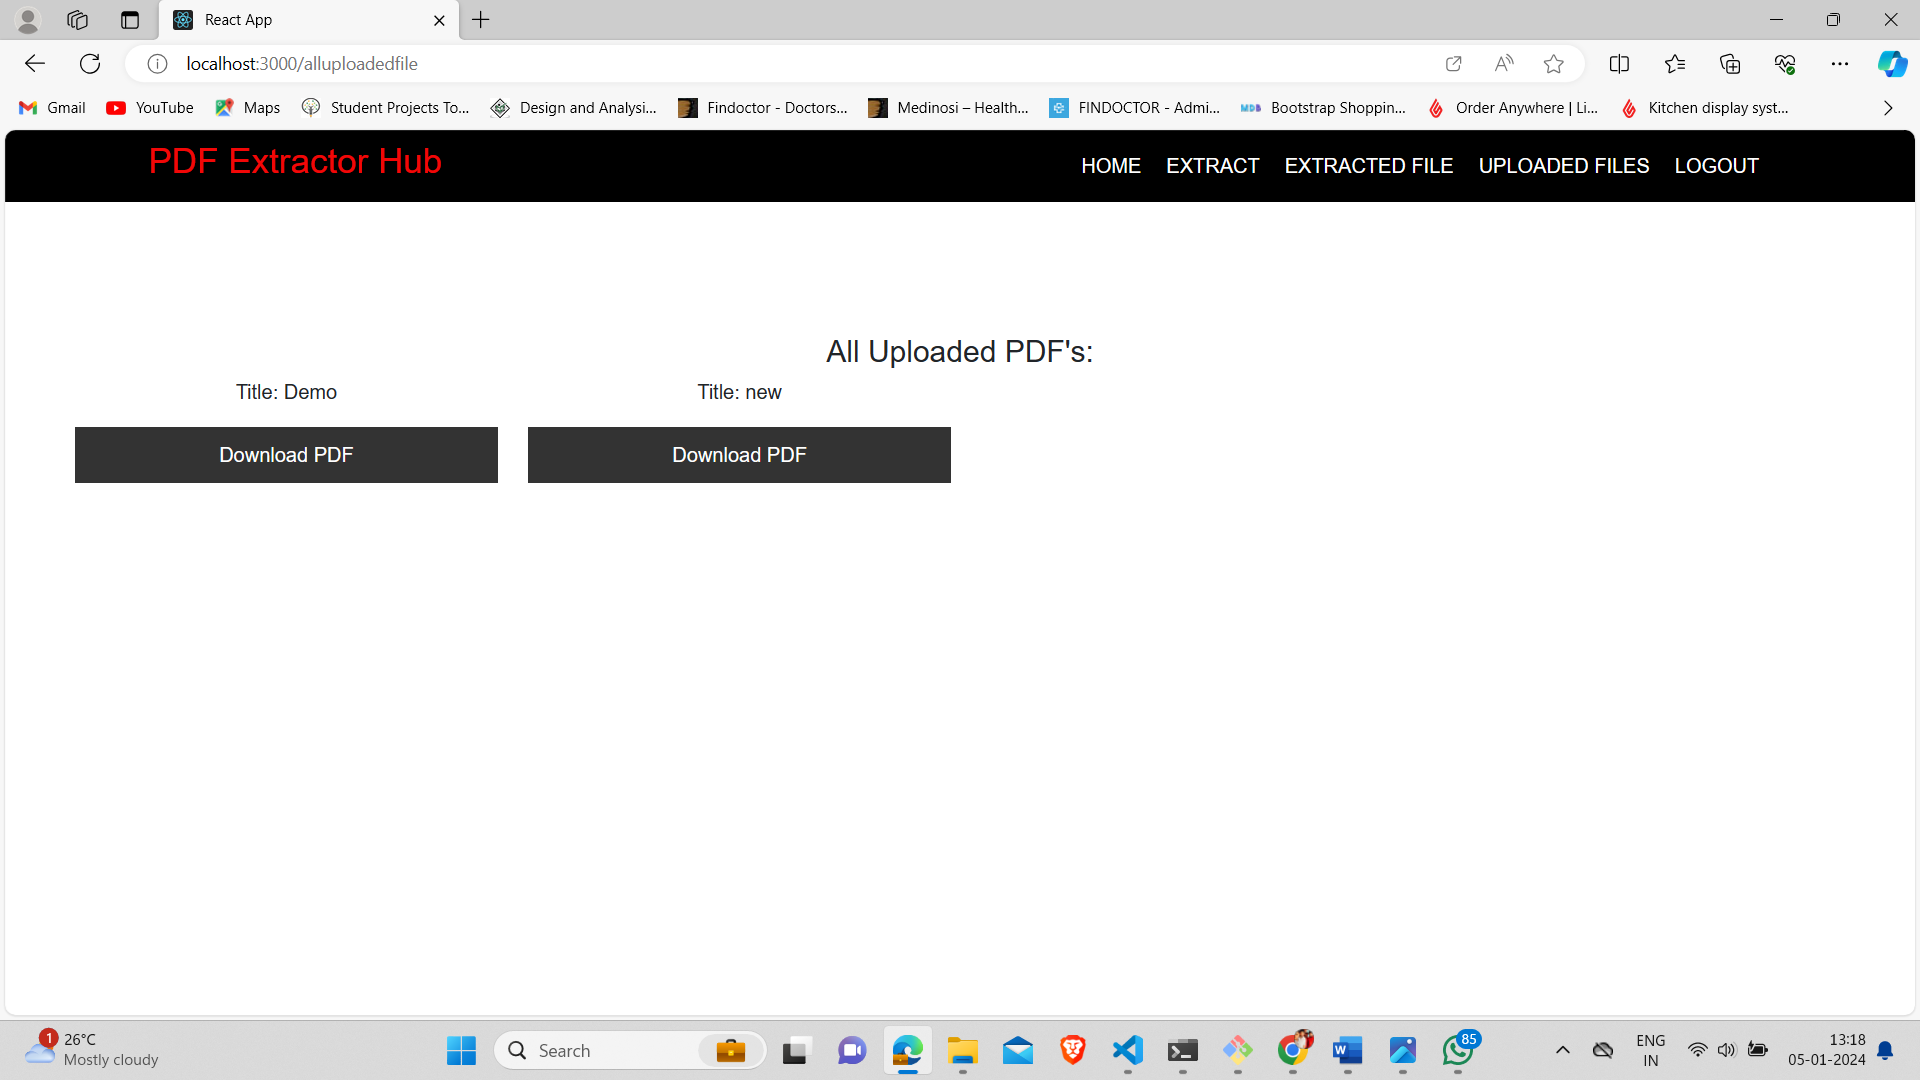 React App
localhost:3000/alluploadedfile
Gmail YouTube Maps Student Projects To... Design and Analysi... Findoctor - Doctors... Medinosi – Health... FINDOCTOR - Admi... Bootstrap Shoppin... Order Anywhere | Li... Kitchen display syst...
PDF Extractor Hub HOME EXTRACT EXTRACTED FILE UPLOADED FILES LOGOUT
All Uploaded PDF's:
Title: Demo Title: new
Download PDF Download PDF
1 26°C
Mostly cloudy
Search
85
ENG
IN
13:18
05-01-2024